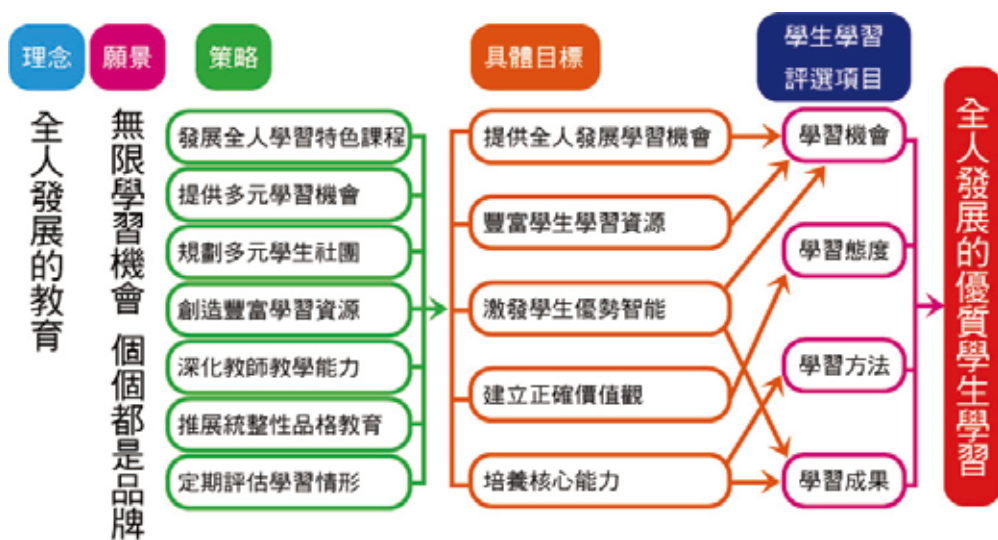 理念
願景
策略
具體目標
學生學習
評選項目
全人發展的教育
無限學習機會 個個都是品牌
發展全人學習特色課程
提供多元學習機會
規劃多元學生社團
創造豐富學習資源
深化教師教學能力
推展統整性品格教育
定期評估學習情形
提供全人發展學習機會
豐富學生學習資源
激發學生優勢智能
建立正確價值觀
培養核心能力
學習機會
學習態度
學習方法
學習成果
全人發展的優質學生學習